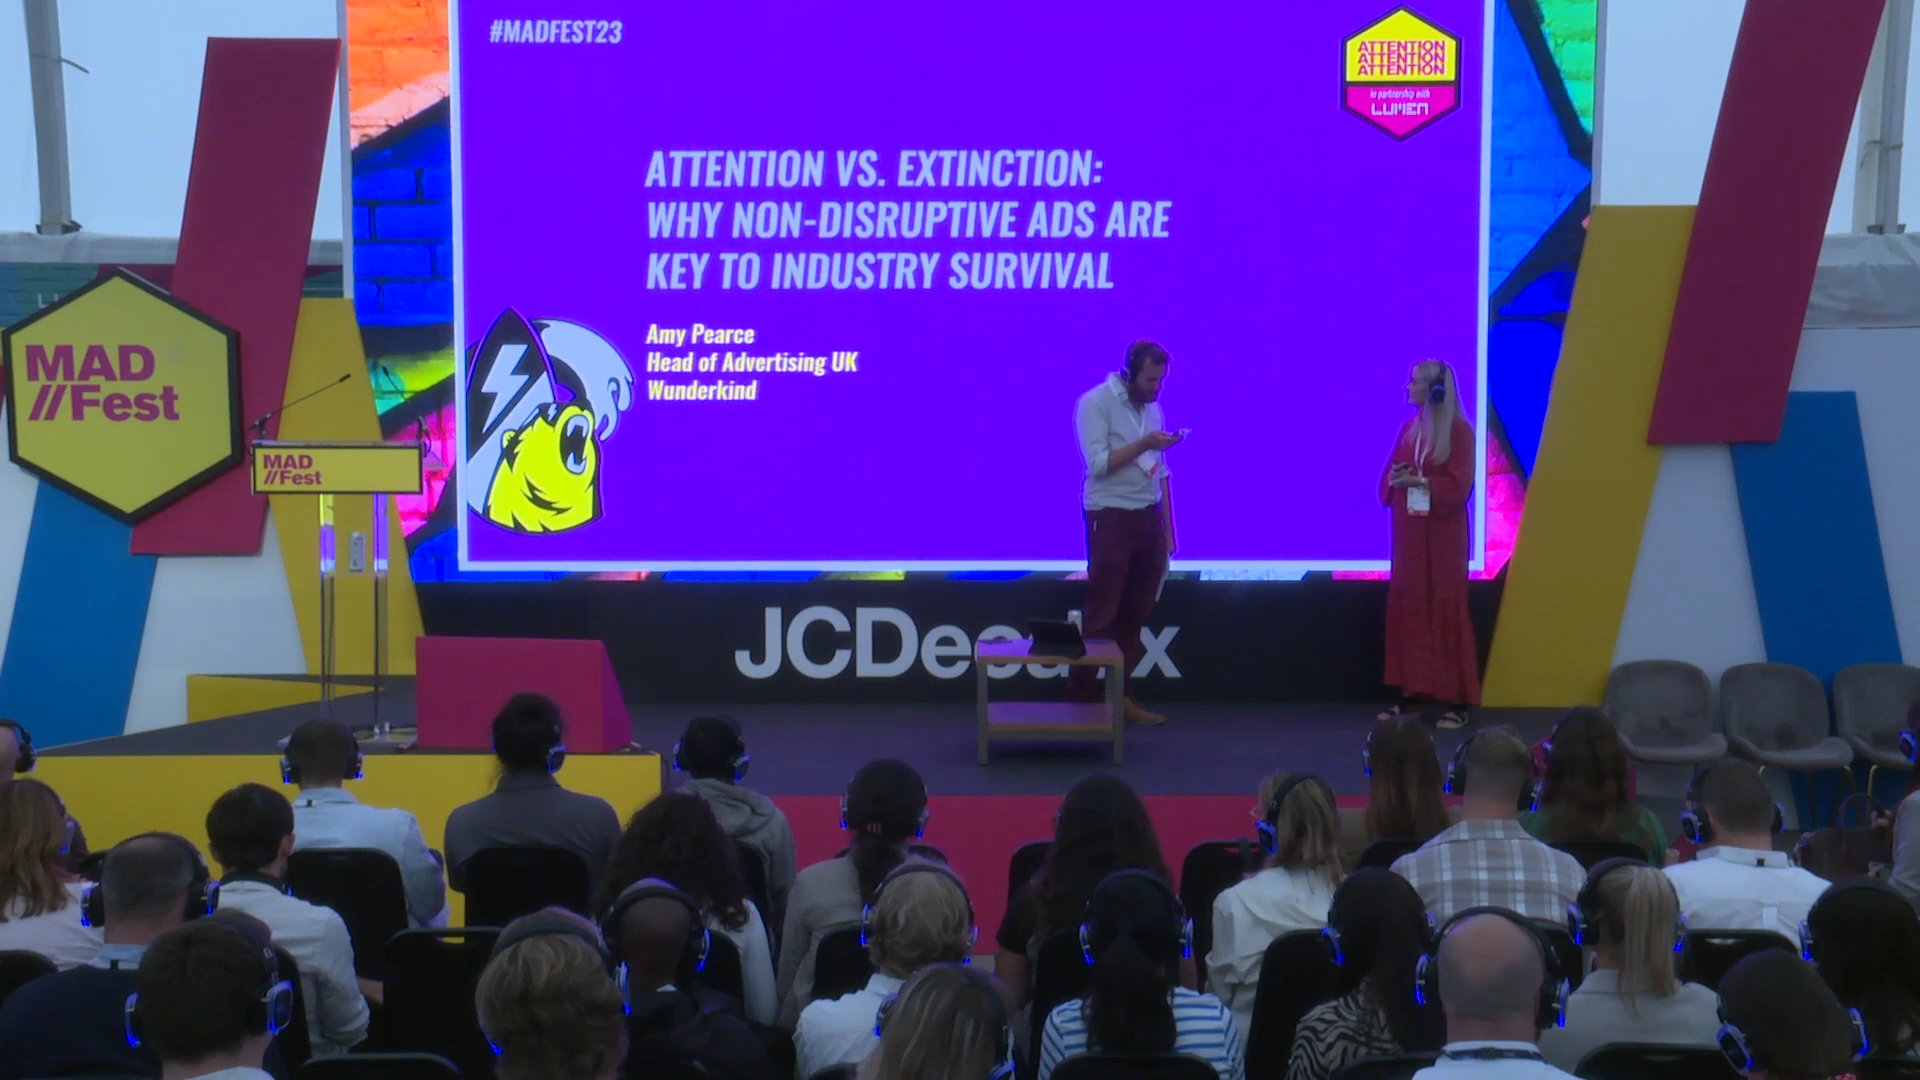 #MADFEST23
ATTENTION
ATTENTION
ATTENTION
in partnership with
LUMEN
ATTENTION VS. EXTINCTION:
WHY NON-DISRUPTIVE ADS ARE
KEY TO INDUSTRY SURVIVAL
Amy Pearce
Head of Advertising UK
Wunderkind
MAD
//Fest
MAD
//Fest
JCDecaux